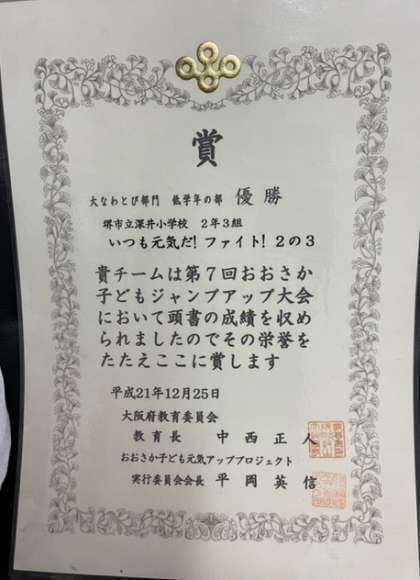 賞
大なわとび部門 低学年の部 優勝
堺市立深井小学校 2年3組
いつも元気だ! ファイト! 2の3
貴チームは第7回おおさか
子どもジャンプアップ大会
において頭書の成績を収め
られましたのでその栄誉を
たたえここに賞します
平成21年12月25日
大阪府教育委員会
教育長 中西正人
おおさか子ども元気アッププロジェクト
実行委員会会長 平岡英信